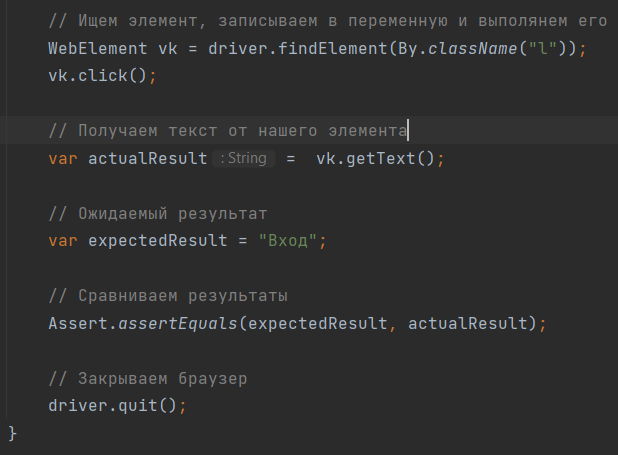 // Ищем элемент, записываем в переменную и выполянем его
WebElement vk = driver.findElement(By.className("l"));
vk.click();
// Получаем текст от нашего элемента
var actualResult : String =  vk.getText();
// Ожидаемый результат
var expectedResult = "Вход";
// Сравниваем результаты
Assert.assertEquals(expectedResult, actualResult);
// Закрываем браузер
driver.quit();
}